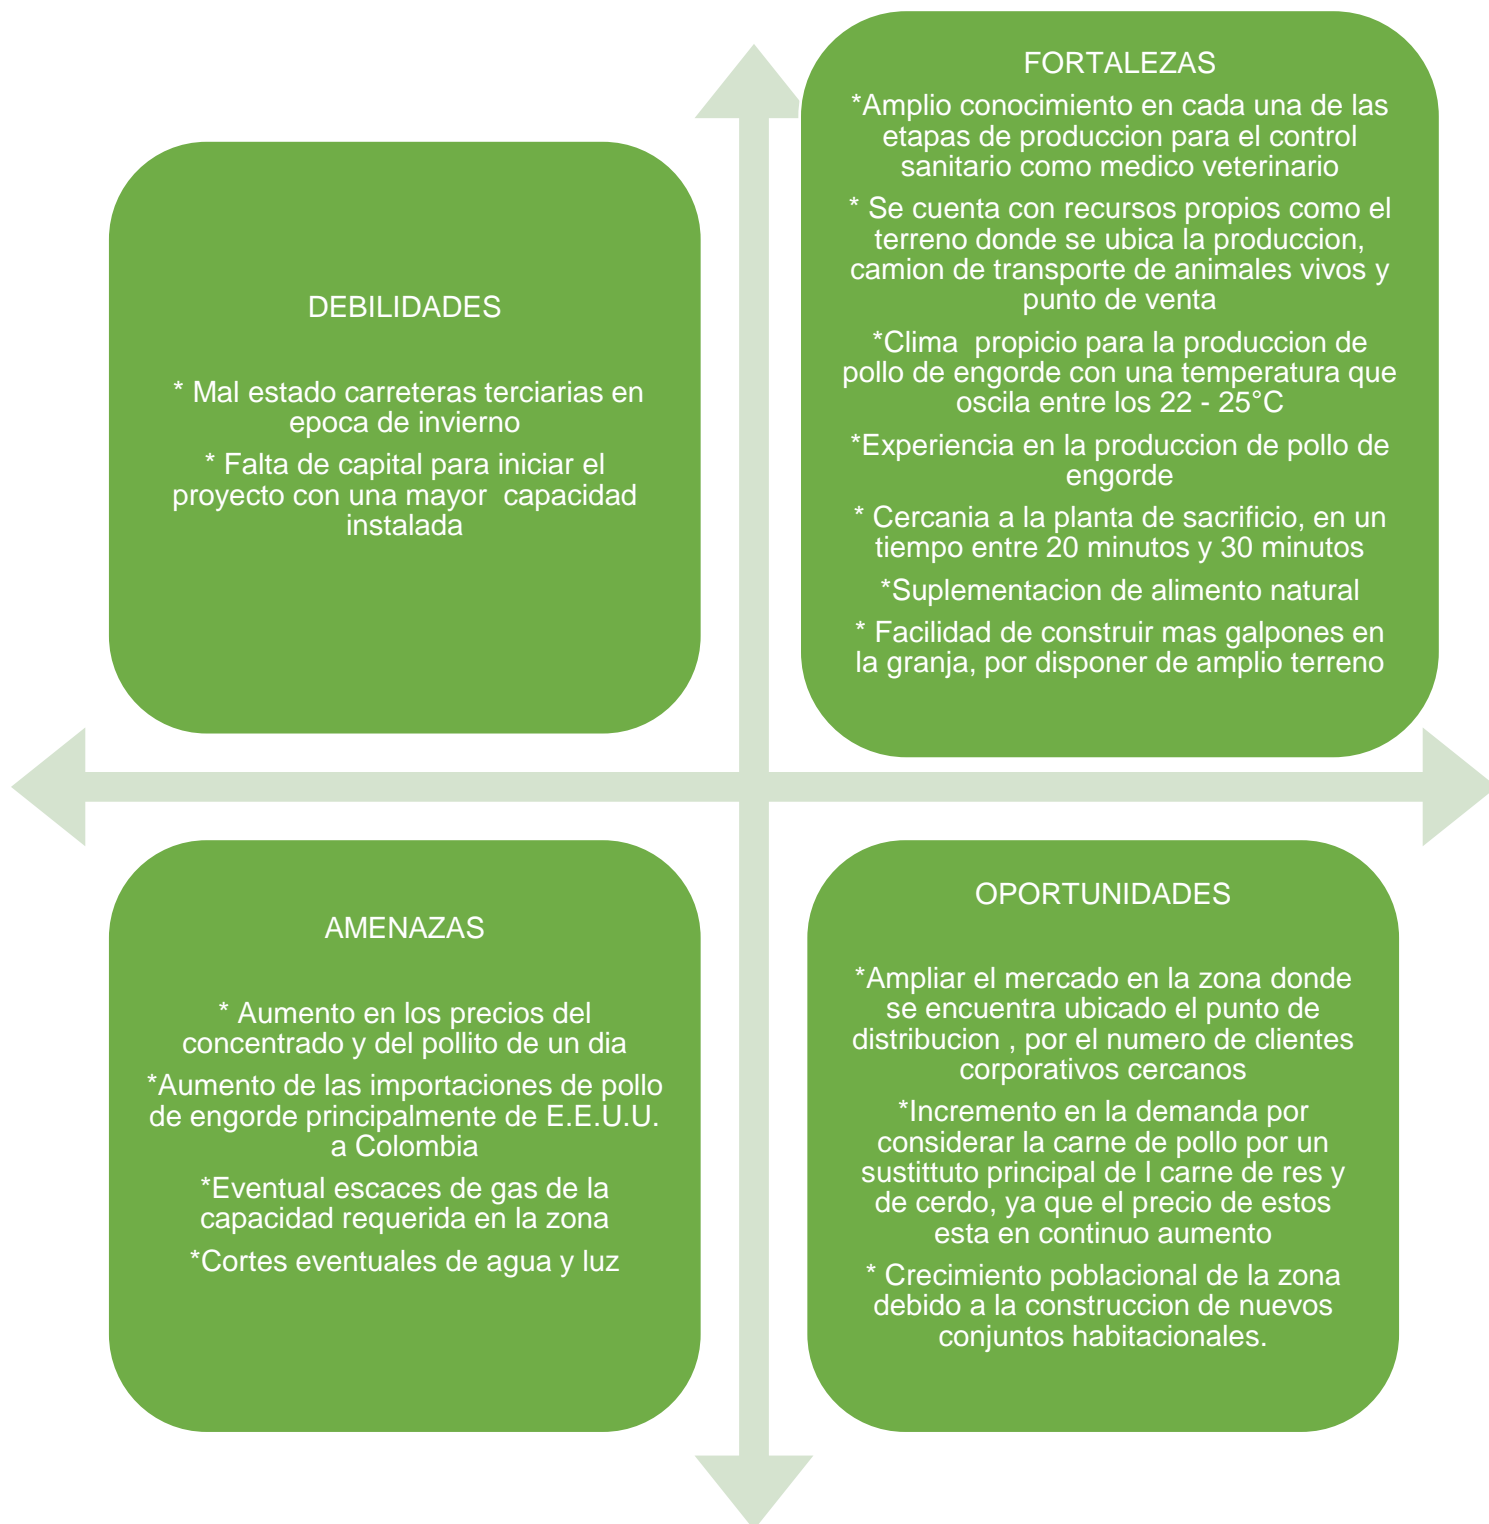 DEBILIDADES
* Mal estado carreteras terciarias en
epoca de invierno
* Falta de capital para iniciar el
proyecto con una mayor  capacidad
instalada
FORTALEZAS
*Amplio conocimiento en cada una de las
etapas de produccion para el control
sanitario como medico veterinario
* Se cuenta con recursos propios como el
terreno donde se ubica la produccion,
camion de transporte de animales vivos y
punto de venta
*Clima  propicio para la produccion de
pollo de engorde con una temperatura que
oscila entre los 22 - 25°C
*Experiencia en la produccion de pollo de
engorde
* Cercania a la planta de sacrificio, en un
tiempo entre 20 minutos y 30 minutos
*Suplementacion de alimento natural
* Facilidad de construir mas galpones en
la granja, por disponer de amplio terreno
AMENAZAS
* Aumento en los precios del
concentrado y del pollito de un dia
*Aumento de las importaciones de pollo
de engorde principalmente de E.E.U.U.
a Colombia
*Eventual escaces de gas de la
capacidad requerida en la zona
*Cortes eventuales de agua y luz
OPORTUNIDADES
*Ampliar el mercado en la zona donde
se encuentra ubicado el punto de
distribucion , por el numero de clientes
corporativos cercanos
*Incremento en la demanda por
considerar la carne de pollo por un
sustittuto principal de l carne de res y
de cerdo, ya que el precio de estos
esta en continuo aumento
* Crecimiento poblacional de la zona
debido a la construccion de nuevos
conjuntos habitacionales.